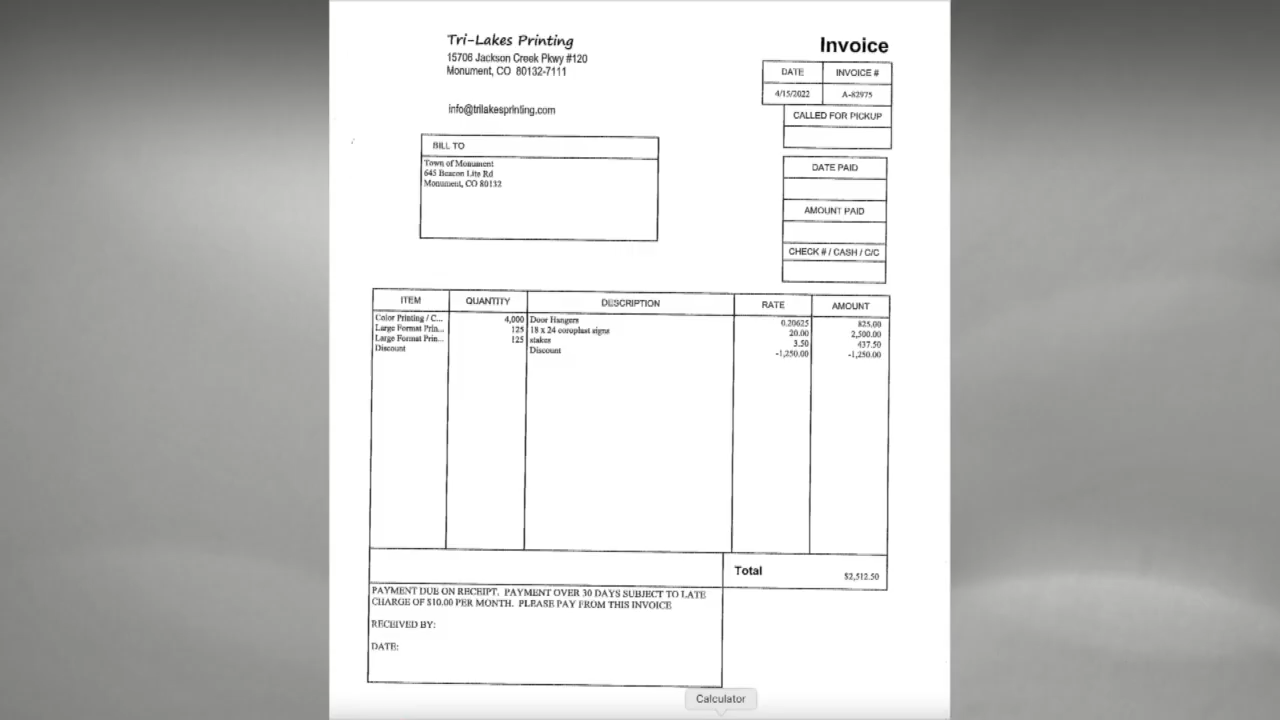 Tri-Lakes Printing
15706 Jackson Creek Pkwy #120
Monument, CO 80132-7111
info@trilakesprinting.com
Invoice
DATE INVOICE #
4/15/2022 A-82975
CALLED FOR PICKUP
DATE PAID
AMOUNT PAID
CHECK # / CASH / C/C
BILL TO
Town of Monument
645 Beacon Lite Rd
Monument, CO 80132
ITEM QUANTITY DESCRIPTION RATE AMOUNT
Color Printing / C... 4,000 Door Hangers 0.20625 825.00
Large Format Prin... 125 18 x 24 coroplast signs 20.00 2,500.00
Large Format Prin... 125 stakes 3.50 437.50
Discount Discount -1,250.00 -1,250.00
Total $2,512.50
PAYMENT DUE ON RECEIPT. PAYMENT OVER 30 DAYS SUBJECT TO LATE
CHARGE OF $10.00 PER MONTH. PLEASE PAY FROM THIS INVOICE
RECEIVED BY:
DATE:
Calculator